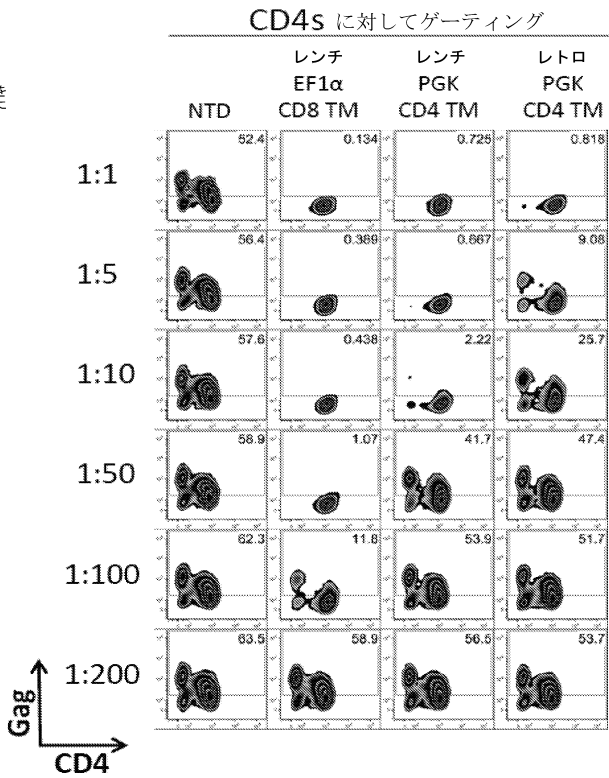 CD4s に対してゲーティング
レンチ レンチ レトロ
EF1α PGK PGK
NTD CD8 TM CD4 TM CD4 TM
1:1 52.4 0.134 0.725 0.818
1:5 56.4 0.389 0.667 9.08
1:10 57.6 0.438 2.22 25.7
1:50 58.9 1.07 41.7 47.4
1:100 62.3 11.8 53.9 51.7
1:200 63.5 58.9 56.5 53.7
Gag
CD4